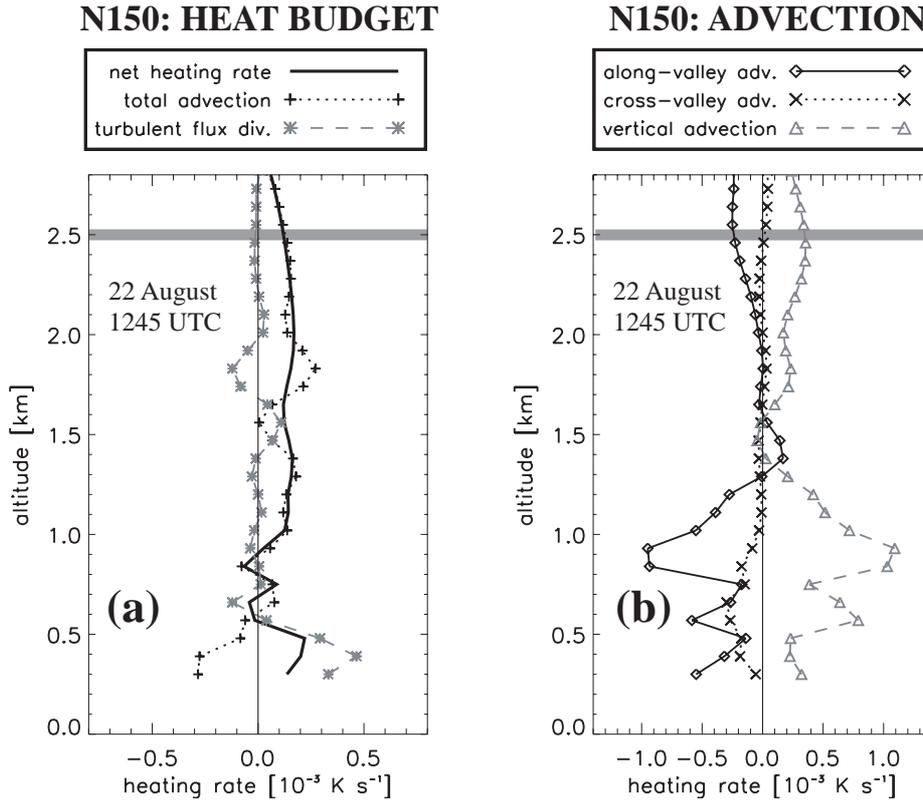 N150: HEAT BUDGET
net heating rate
total advection
turbulent flux div.
2.5
22 August
1245 UTC
2.0
1.5
1.0
(a)
0.5
0.0
altitude [km]
−0.5 0.0 0.5
heating rate [10⁻³ K s⁻¹]
N150: ADVECTION
along−valley adv.
cross−valley adv.
vertical advection
2.5
22 August
1245 UTC
2.0
1.5
1.0
(b)
0.5
0.0
altitude [km]
−1.0 −0.5 0.0 0.5 1.0
heating rate [10⁻³ K s⁻¹]